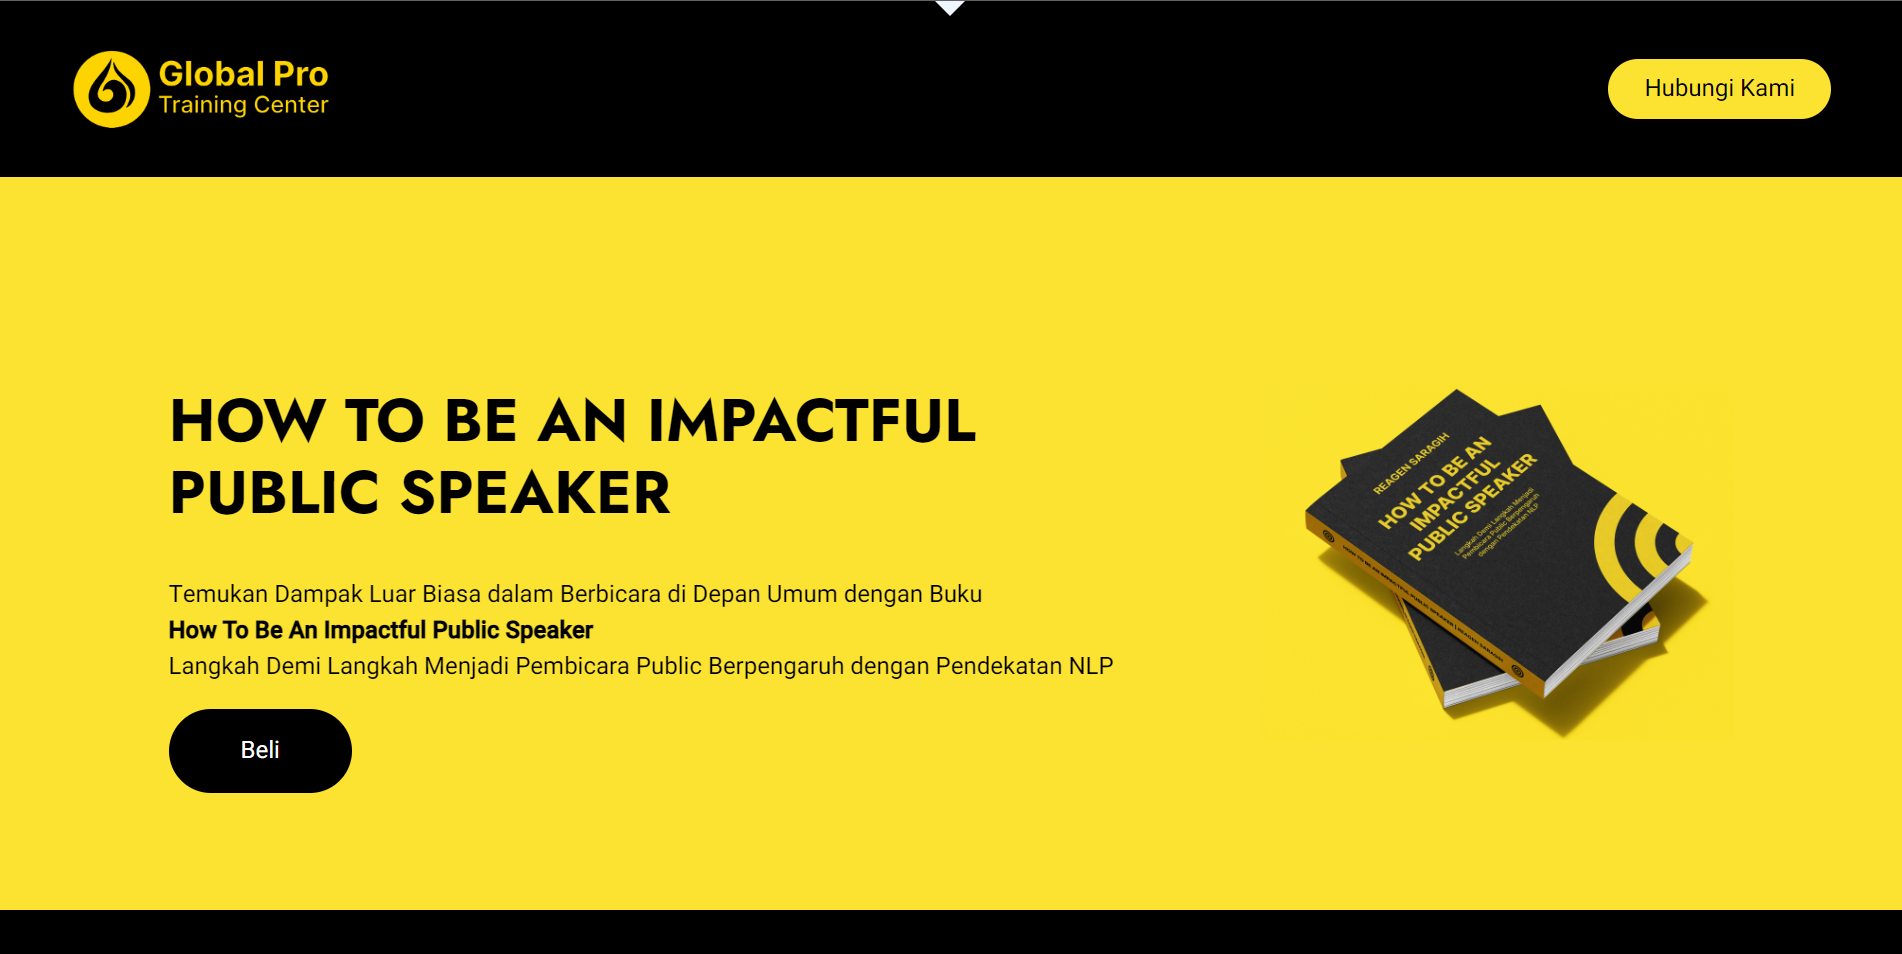 Global Pro
Training Center
Hubungi Kami
HOW TO BE AN IMPACTFUL
PUBLIC SPEAKER
Temukan Dampak Luar Biasa dalam Berbicara di Depan Umum dengan Buku
How To Be An Impactful Public Speaker
Langkah Demi Langkah Menjadi Pembicara Public Berpengaruh dengan Pendekatan NLP
Beli
REAGEN SARAGIH
HOW TO BE AN
IMPACTFUL
PUBLIC SPEAKER
Langkah Demi Langkah Menjadi
Pembicara Public Berpengaruh
dengan Pendekatan NLP
HOW TO BE AN IMPACTFUL PUBLIC SPEAKER | REAGEN SARAGIH